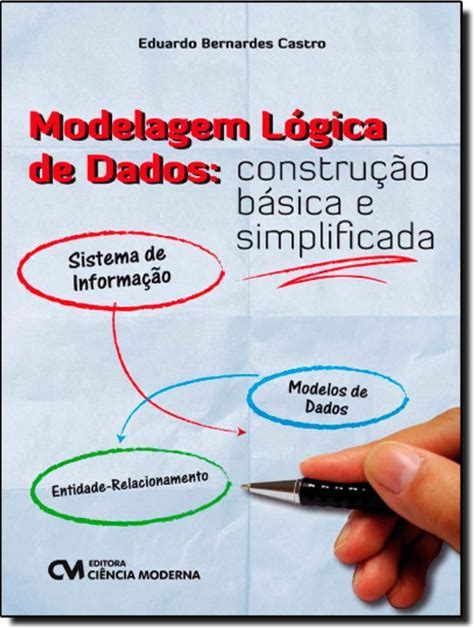 Eduardo Bernardes Castro
Modelagem Lógica
de Dados: construção
básica e
simplificada
Sistema de
Informação
Modelos de
Dados
Entidade-Relacionamento
CM EDITORA
CIÊNCIA MODERNA